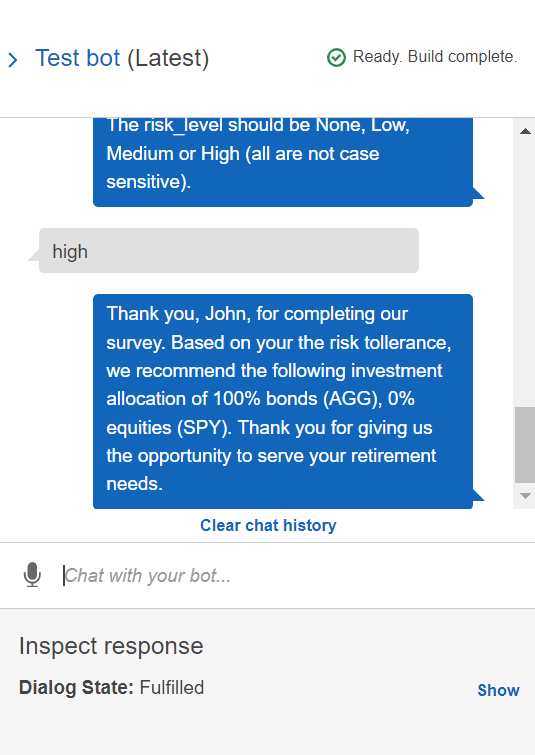 Test bot (Latest)
Ready. Build complete.
The risk_level should be None, Low,
Medium or High (all are not case
sensitive).
high
Thank you, John, for completing our
survey. Based on your the risk tollerance,
we recommend the following investment
allocation of 100% bonds (AGG), 0%
equities (SPY). Thank you for giving us
the opportunity to serve your retirement
needs.
Clear chat history
Chat with your bot...
Inspect response
Dialog State: Fulfilled
Show